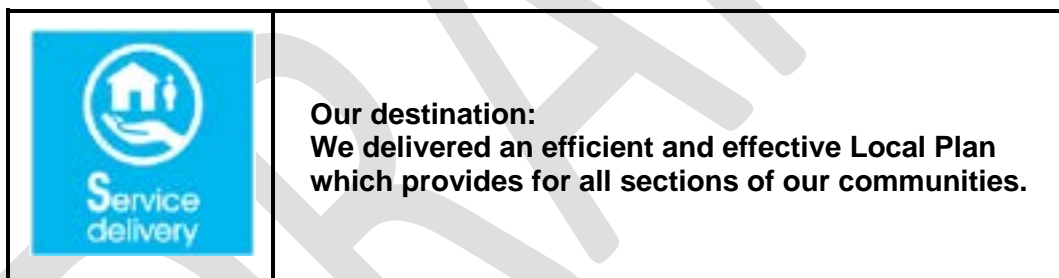 Service
delivery
Our destination:
We delivered an efficient and effective Local Plan
which provides for all sections of our communities.